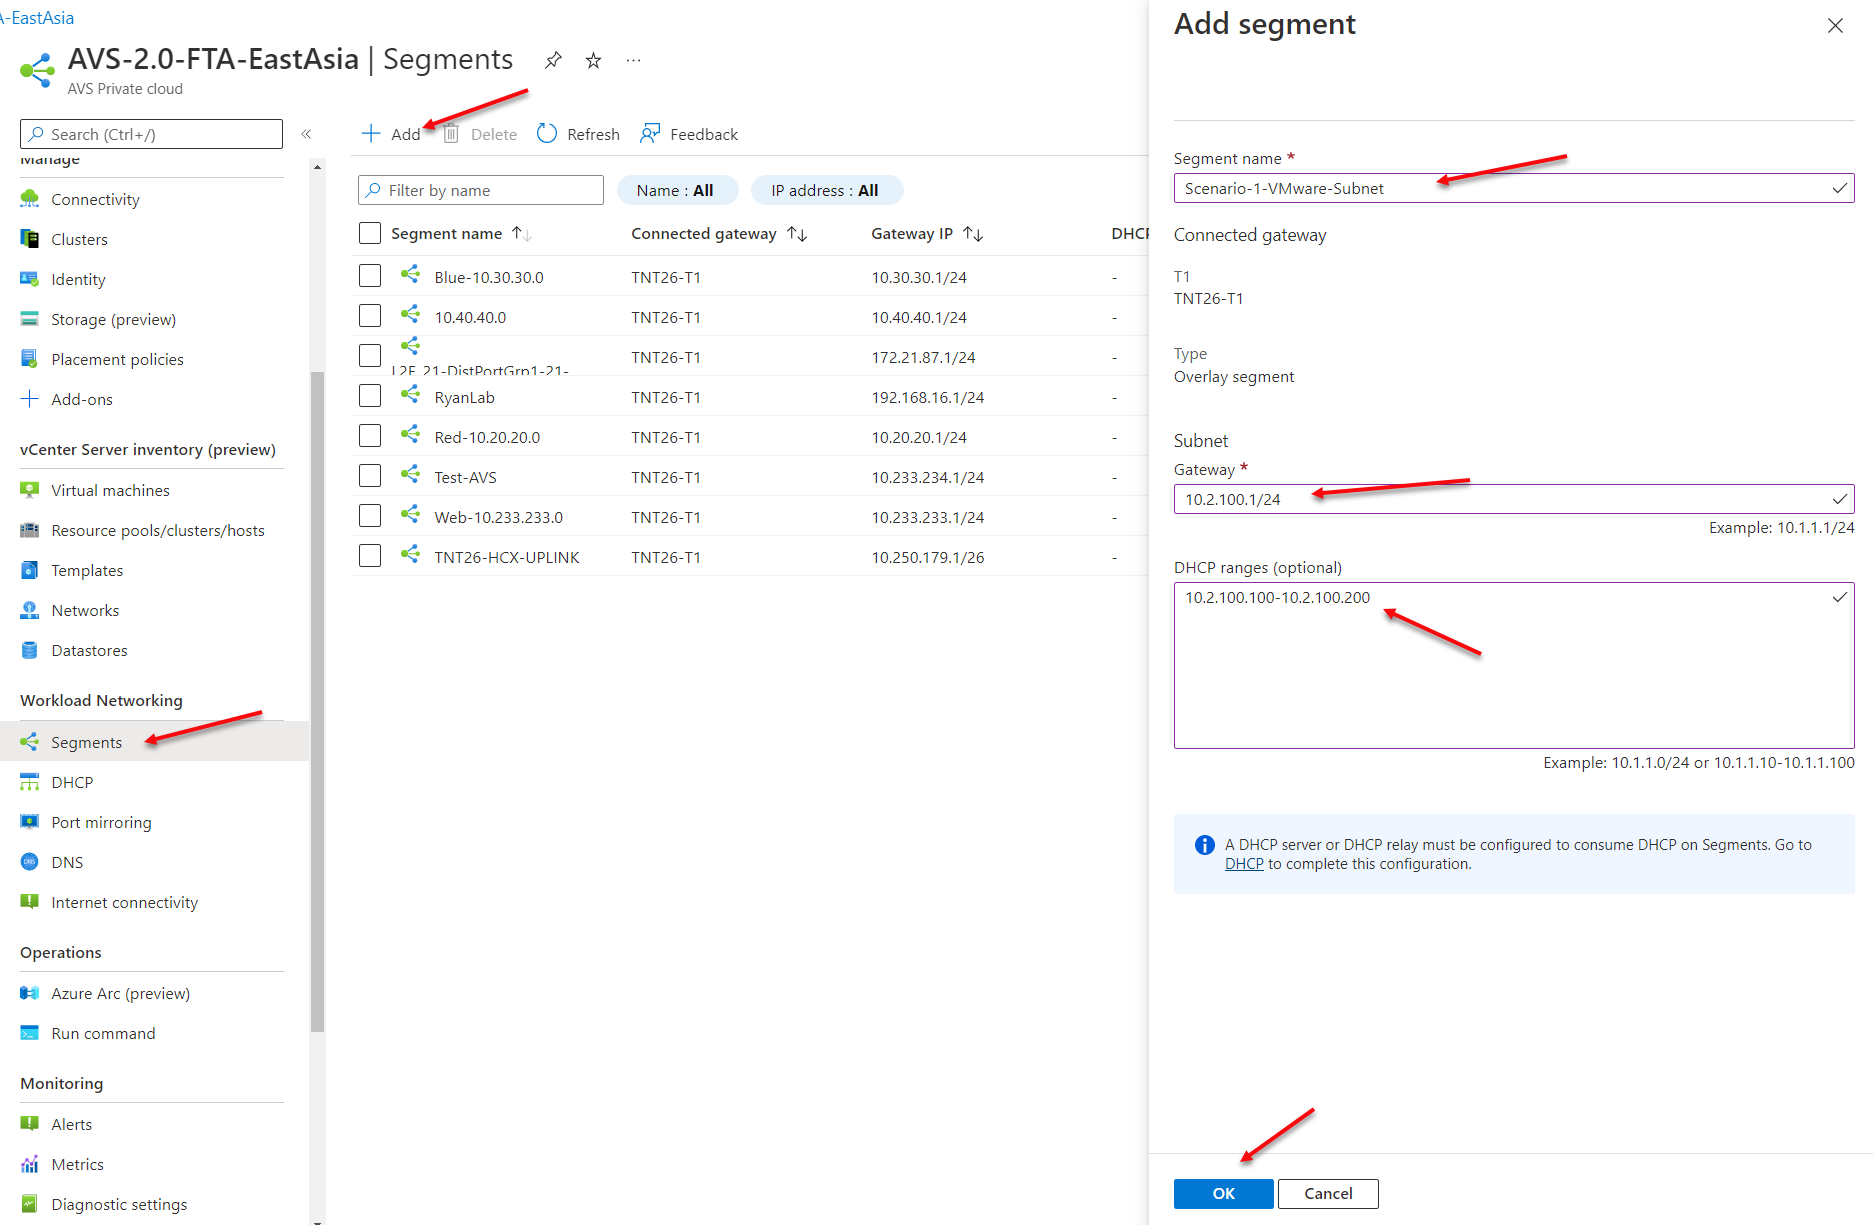 A-EastAsia
AVS-2.0-FTA-EastAsia | Segments
AVS Private cloud
Search (Ctrl+/)
Manage
Connectivity
Clusters
Identity
Storage (preview)
Placement policies
Add-ons
vCenter Server inventory (preview)
Virtual machines
Resource pools/clusters/hosts
Templates
Networks
Datastores
Workload Networking
Segments
DHCP
Port mirroring
DNS
Internet connectivity
Operations
Azure Arc (preview)
Run command
Monitoring
Alerts
Metrics
Diagnostic settings
Add Delete Refresh Feedback
Filter by name Name : All IP address : All
Segment name Connected gateway Gateway IP DHCP
Blue-10.30.30.0 TNT26-T1 10.30.30.1/24 -
10.40.40.0 TNT26-T1 10.40.40.1/24 -
L2E_21-DistPortGrp1-21- TNT26-T1 172.21.87.1/24 -
RyanLab TNT26-T1 192.168.16.1/24 -
Red-10.20.20.0 TNT26-T1 10.20.20.1/24 -
Test-AVS TNT26-T1 10.233.234.1/24 -
Web-10.233.233.0 TNT26-T1 10.233.233.1/24 -
TNT26-HCX-UPLINK TNT26-T1 10.250.179.1/26 -
Add segment
Segment name *
Scenario-1-VMware-Subnet
Connected gateway
T1
TNT26-T1
Type
Overlay segment
Subnet
Gateway *
10.2.100.1/24
Example: 10.1.1.1/24
DHCP ranges (optional)
10.2.100.100-10.2.100.200
Example: 10.1.1.0/24 or 10.1.1.10-10.1.1.100
A DHCP server or DHCP relay must be configured to consume DHCP on Segments. Go to
DHCP to complete this configuration.
OK Cancel